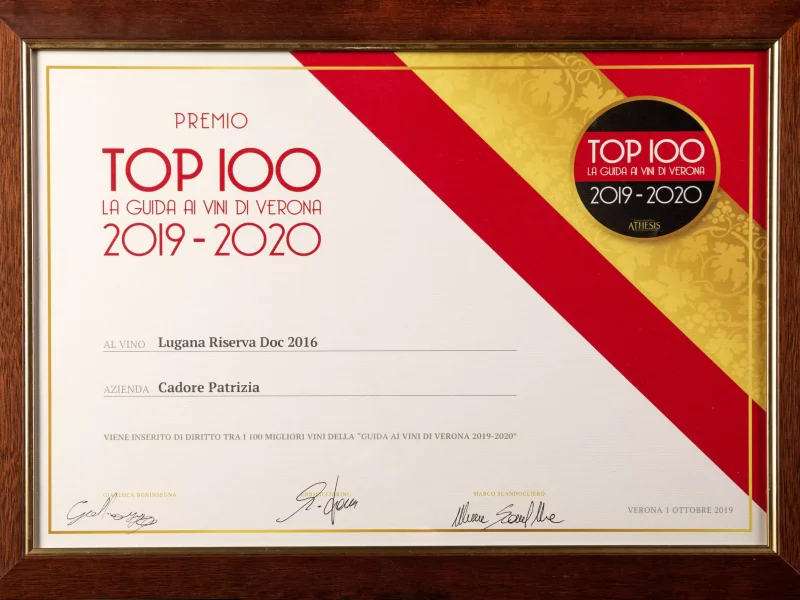 PREMIO
TOP 100
LA GUIDA AI VINI DI VERONA
2019 - 2020
TOP 100
LA GUIDA AI VINI DI VERONA
2019 - 2020
ATHESIS
AL VINO Lugana Riserva Doc 2016
AZIENDA Cadore Patrizia
VIENE INSERITO DI DIRITTO TRA I 100 MIGLIORI VINI DELLA "GUIDA AI VINI DI VERONA 2019-2020"
GIANLUCA BONINSEGNA
MARCO SCANDOGLIERO
VERONA 1 OTTOBRE 2019